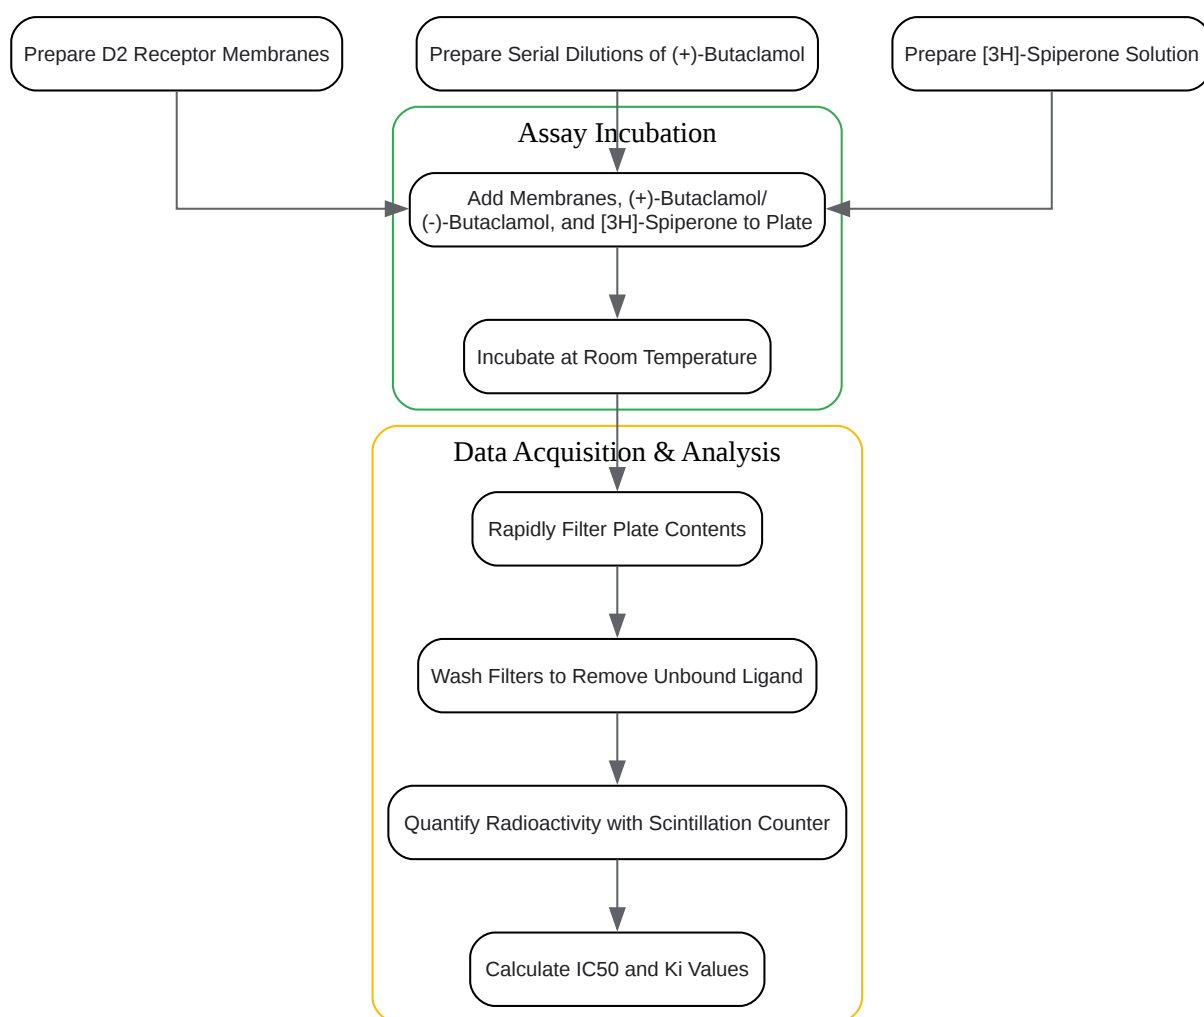 Prepare D2 Receptor Membranes
Prepare Serial Dilutions of (+)-Butaclamol
Prepare [3H]-Spiperone Solution
Assay Incubation
Add Membranes, (+)-Butaclamol/
(-)-Butaclamol, and [3H]-Spiperone to Plate
Incubate at Room Temperature
Data Acquisition & Analysis
Rapidly Filter Plate Contents
Wash Filters to Remove Unbound Ligand
Quantify Radioactivity with Scintillation Counter
Calculate IC50 and Ki Values